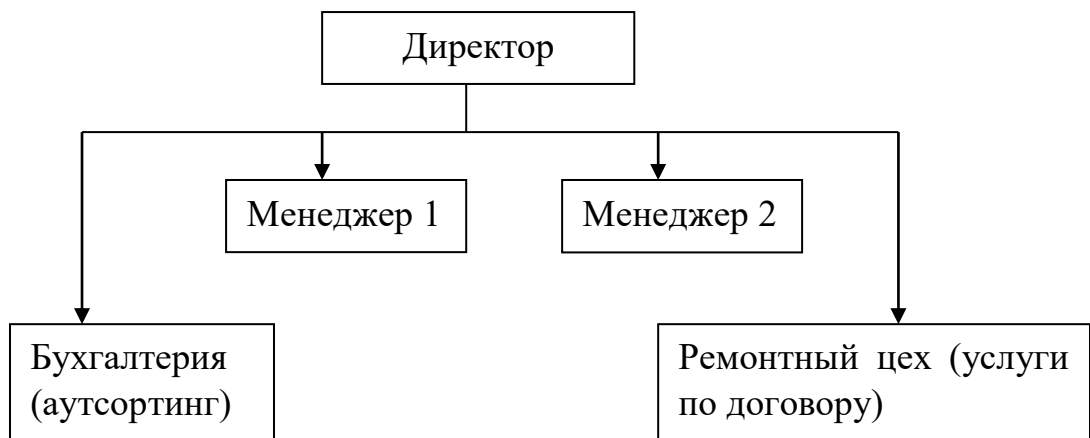 Директор
Менеджер 1
Менеджер 2
Бухгалтерия
(аутсортинг)
Ремонтный цех (услуги
по договору)